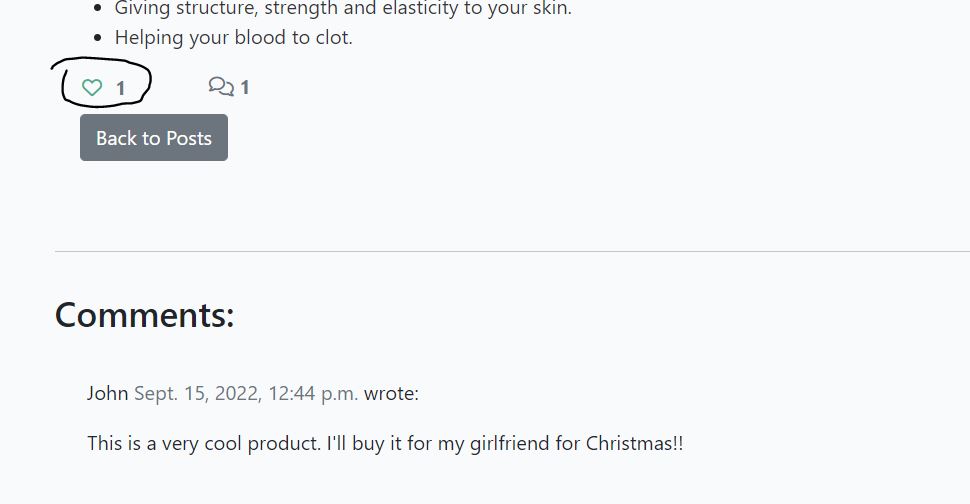 Giving structure, strength and elasticity to your skin.
Helping your blood to clot.
1 1
Back to Posts
Comments:
John Sept. 15, 2022, 12:44 p.m. wrote:
This is a very cool product. I'll buy it for my girlfriend for Christmas!!